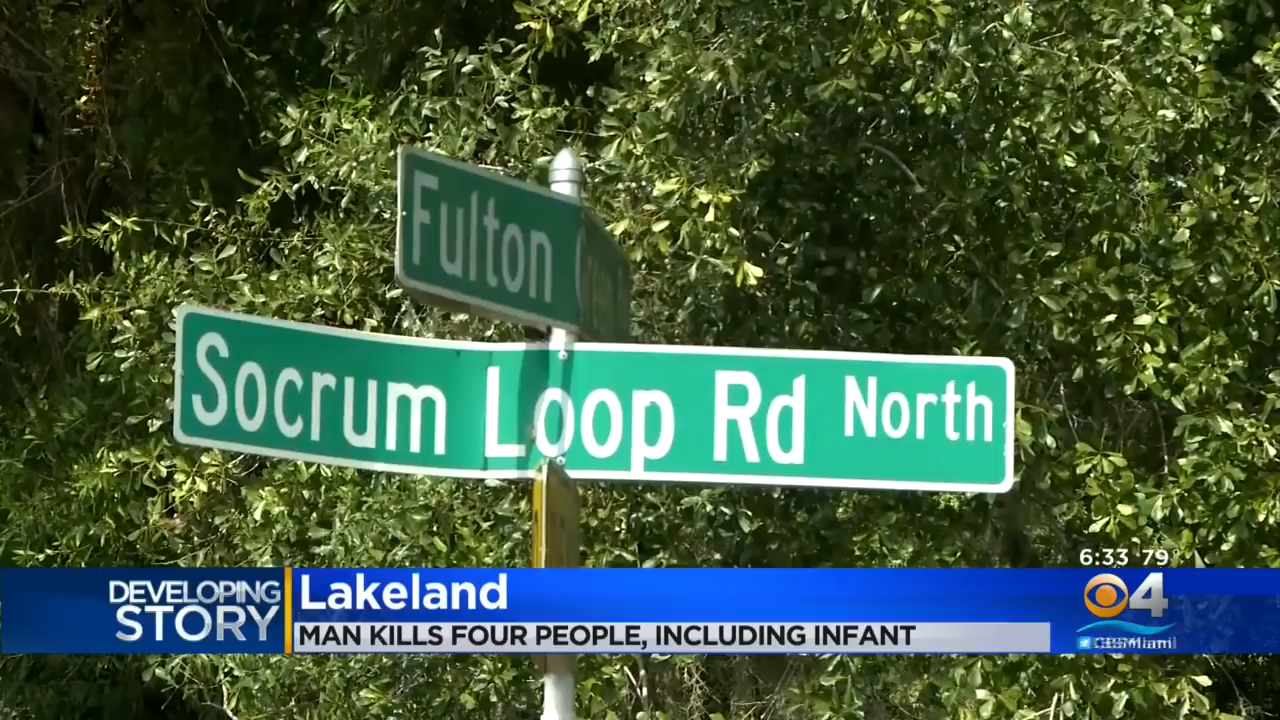 Fulton
Socrum Loop Rd North
6:33 79
DEVELOPING
STORY
Lakeland
MAN KILLS FOUR PEOPLE, INCLUDING INFANT
4